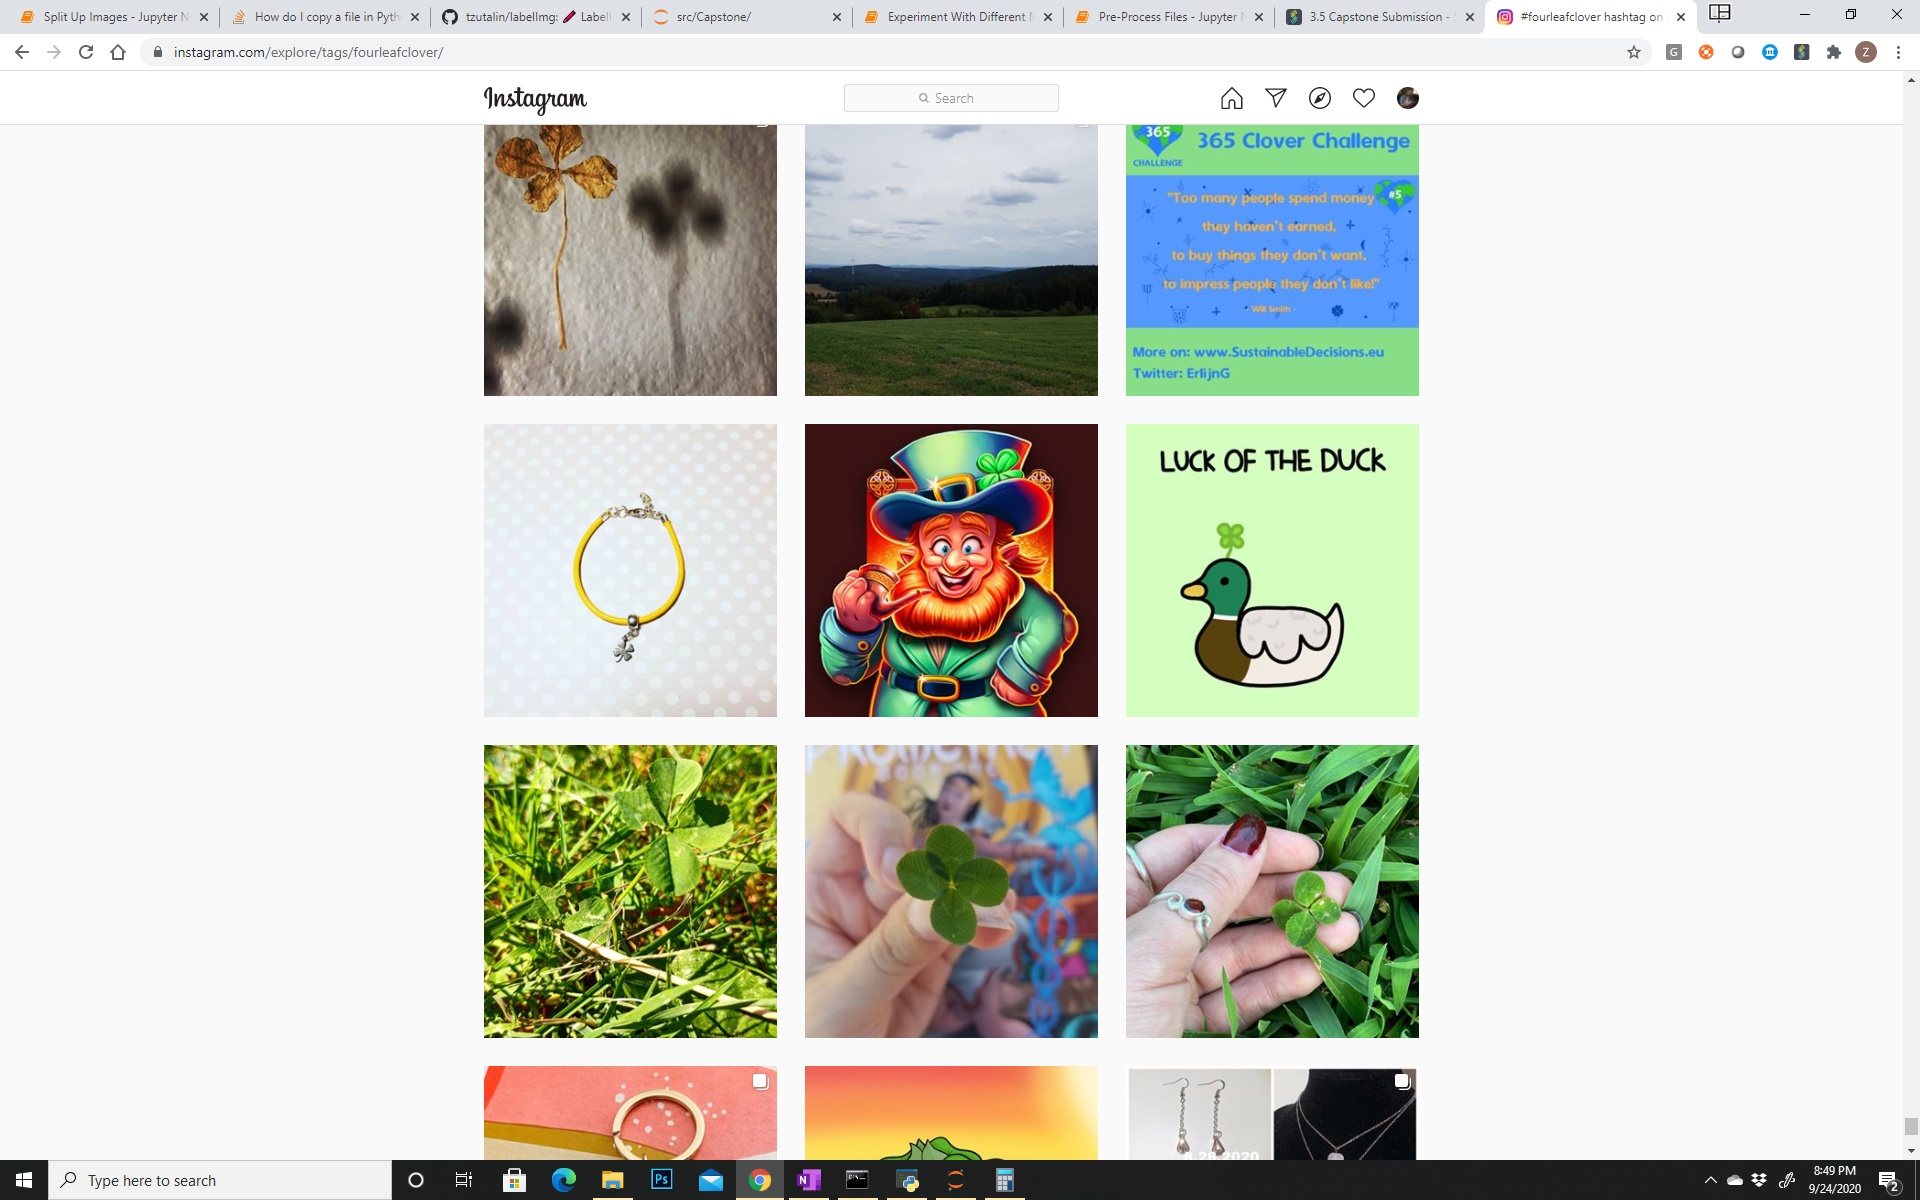 Split Up Images - Jupyter N
How do I copy a file in Pyth
tzutalin/labelImg: 🖍 Label
src/Capstone/
Experiment With Different
Pre-Process Files - Jupyter
3.5 Capstone Submission -
#fourleafclover hashtag on
instagram.com/explore/tags/fourleafclover/
G
Z
Instagram
Search
365
CHALLENGE
365 Clover Challenge
#5
"Too many people spend money
they haven't earned,
to buy things they don't want,
to impress people they don't like!"
- Will Smith -
More on: www.SustainableDecisions.eu
Twitter: ErlijnG
LUCK OF THE DUCK
Type here to search
Ps
N
8:49 PM
9/24/2020
2